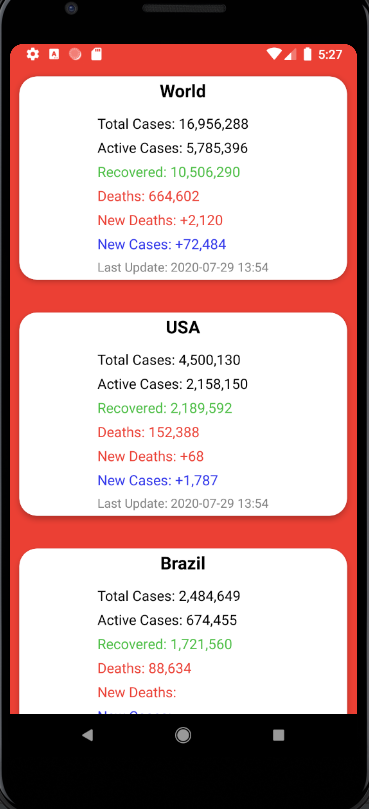 5:27
World
Total Cases: 16,956,288
Active Cases: 5,785,396
Recovered: 10,506,290
Deaths: 664,602
New Deaths: +2,120
New Cases: +72,484
Last Update: 2020-07-29 13:54
USA
Total Cases: 4,500,130
Active Cases: 2,158,150
Recovered: 2,189,592
Deaths: 152,388
New Deaths: +68
New Cases: +1,787
Last Update: 2020-07-29 13:54
Brazil
Total Cases: 2,484,649
Active Cases: 674,455
Recovered: 1,721,560
Deaths: 88,634
New Deaths: